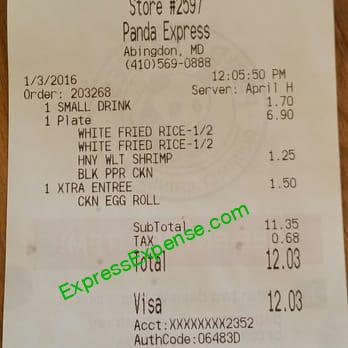 Store #2597
Panda Express
Abingdon, MD
(410)569-0888
1/3/2016 12:05:50 PM
Order: 203268 Server: April H
1 SMALL DRINK 1.70
1 Plate 6.90
WHITE FRIED RICE-1/2
WHITE FRIED RICE-1/2
HNY WLT SHRIMP 1.25
BLK PPR CKN
1 XTRA ENTREE 1.50
CKN EGG ROLL
SubTotal 11.35
TAX 0.68
Total 12.03
ExpressExpense.com
Visa 12.03
Acct:XXXXXXXX2352
AuthCode:06483D